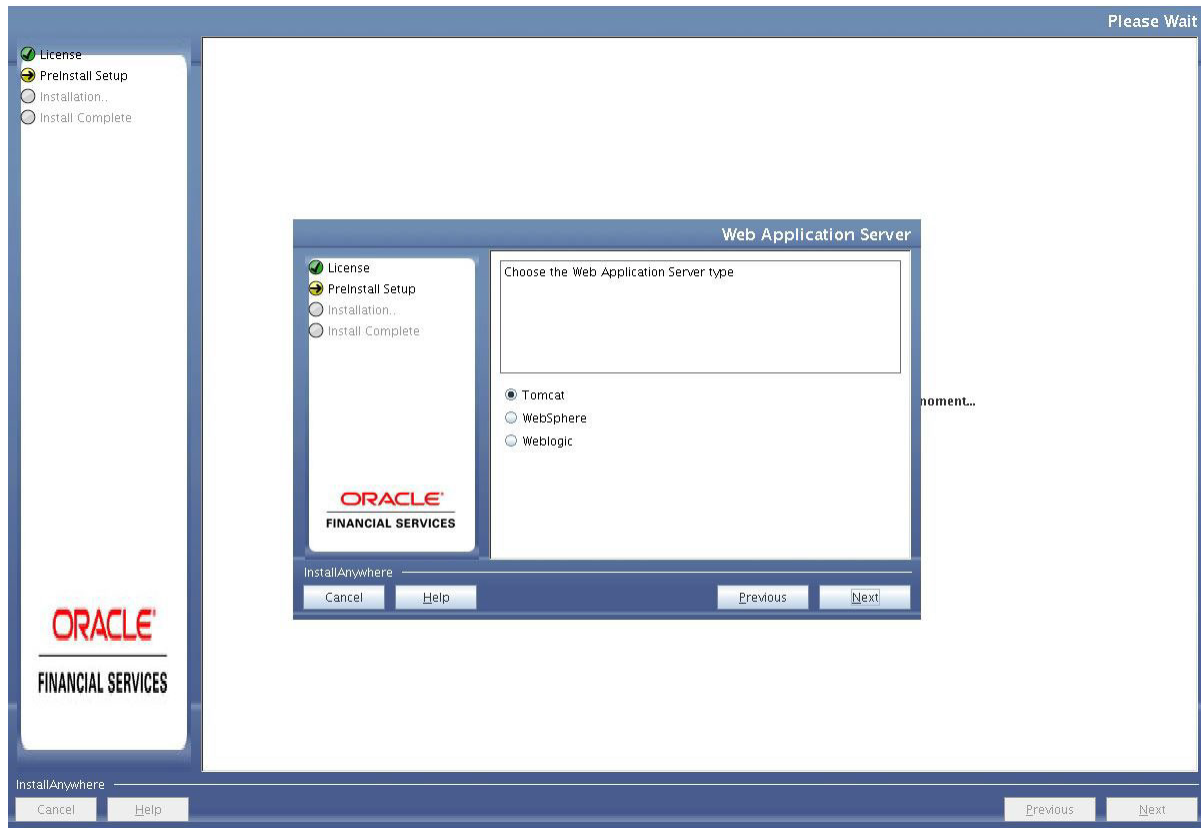 Please Wait
License
PreInstall Setup
Installation..
Install Complete
Web Application Server
License
PreInstall Setup
Installation..
Install Complete
Choose the Web Application Server type
Tomcat
WebSphere
Weblogic
moment...
ORACLE
FINANCIAL SERVICES
InstallAnywhere
Cancel
Help
Previous
Next
ORACLE
FINANCIAL SERVICES
InstallAnywhere
Cancel
Help
Previous
Next